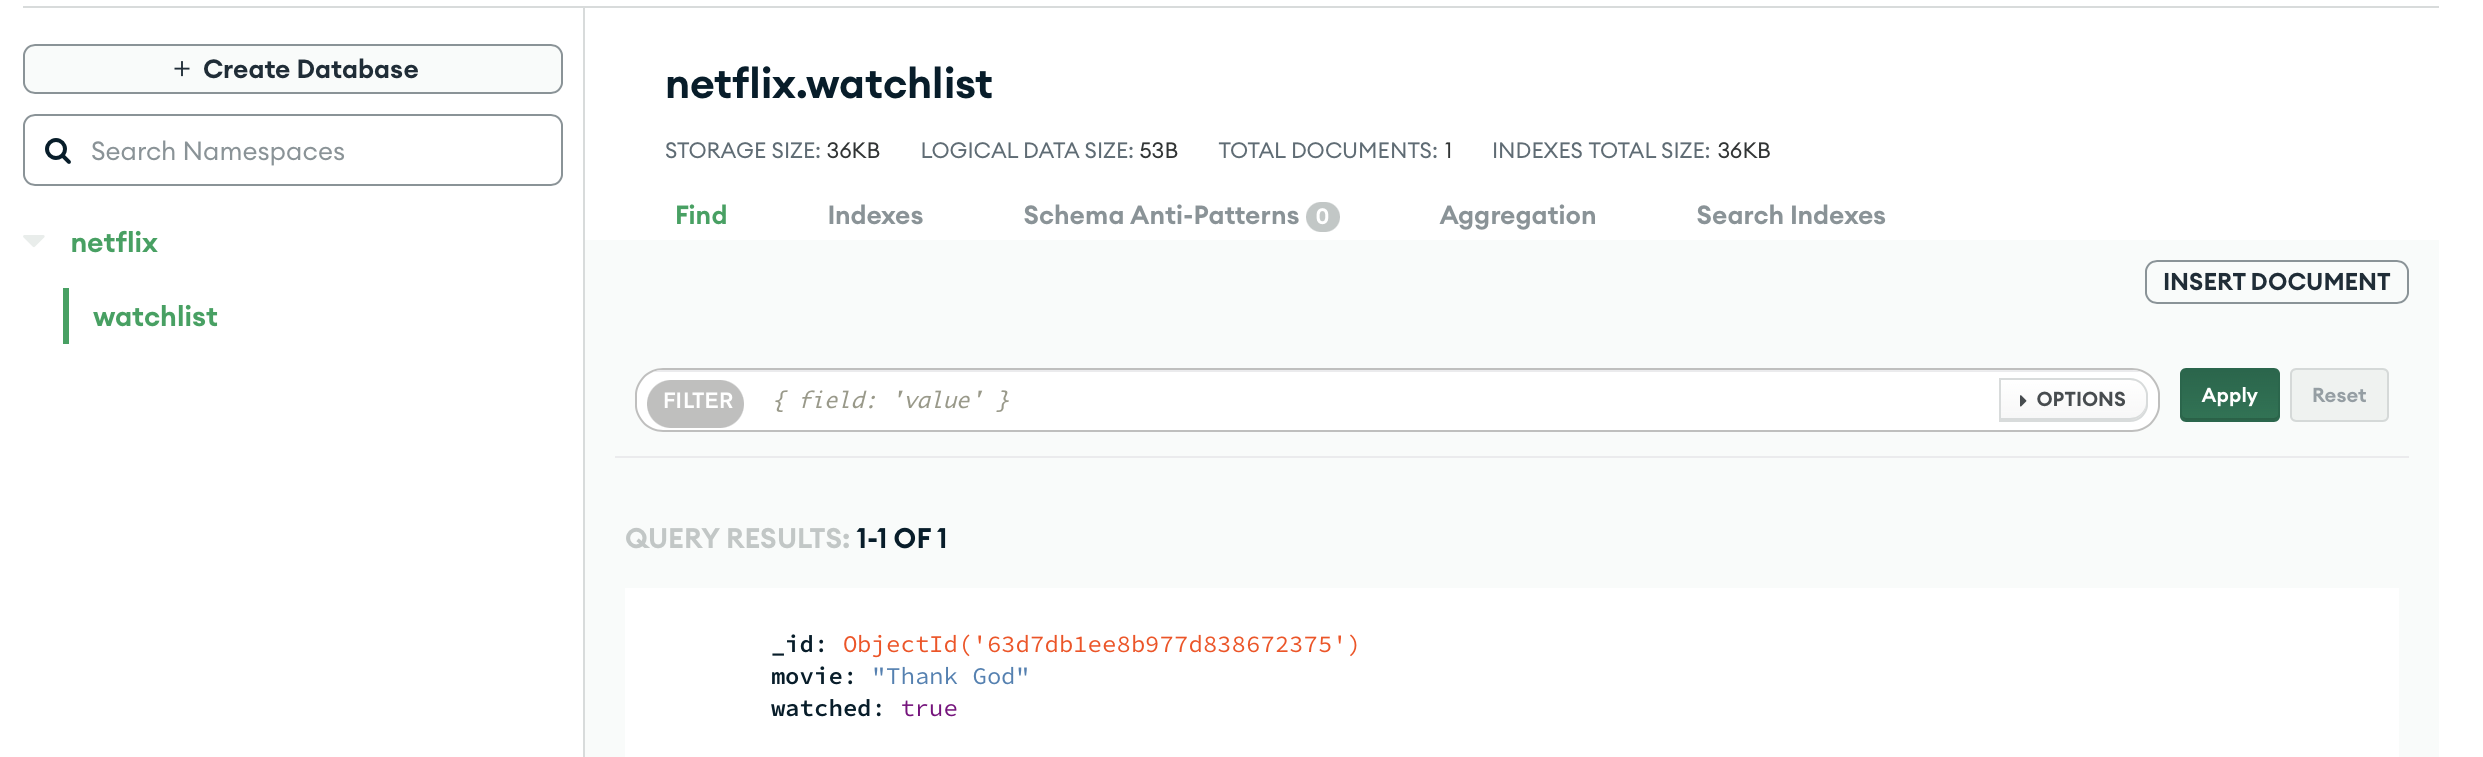 + Create Database
Search Namespaces
netflix
watchlist
netflix.watchlist
STORAGE SIZE: 36KB LOGICAL DATA SIZE: 53B TOTAL DOCUMENTS: 1 INDEXES TOTAL SIZE: 36KB
Find Indexes Schema Anti-Patterns 0 Aggregation Search Indexes
INSERT DOCUMENT
FILTER { field: 'value' } OPTIONS Apply Reset
QUERY RESULTS: 1-1 OF 1
_id: ObjectId('63d7db1ee8b977d838672375')
movie: "Thank God"
watched: true